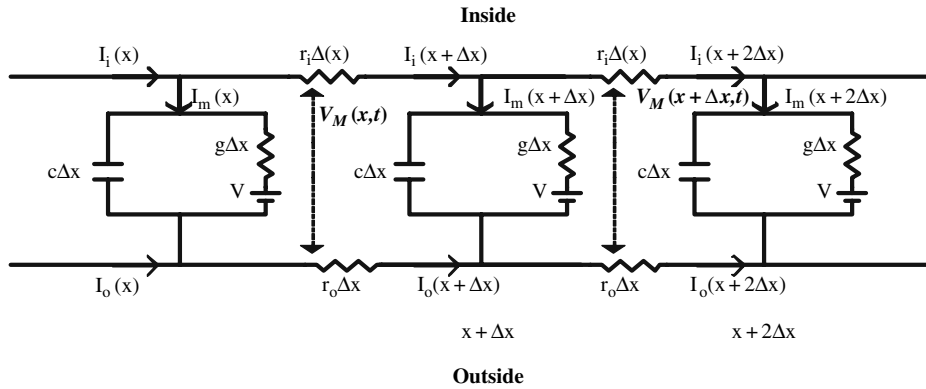 Inside
I_i(x) r_iΔ(x) I_i(x+Δx) r_iΔ(x) I_i(x+2Δx)
I_m(x) V_M(x,t) I_m(x+Δx) V_M(x+Δx,t) I_m(x+2Δx)
gΔx gΔx gΔx
cΔx cΔx cΔx
V V V
I_o(x) r_oΔx I_o(x+Δx) r_oΔx I_o(x+2Δx)
x+Δx x+2Δx
Outside